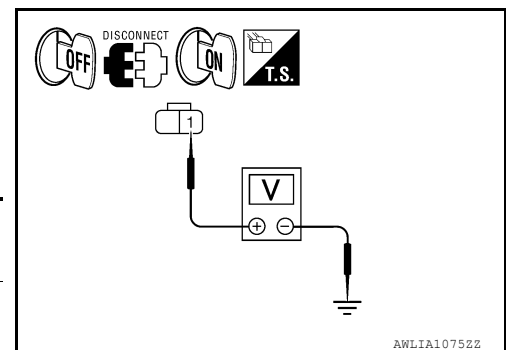 OFF DISCONNECT ON T.S.
1
V
+ −
AWLIA1075ZZ